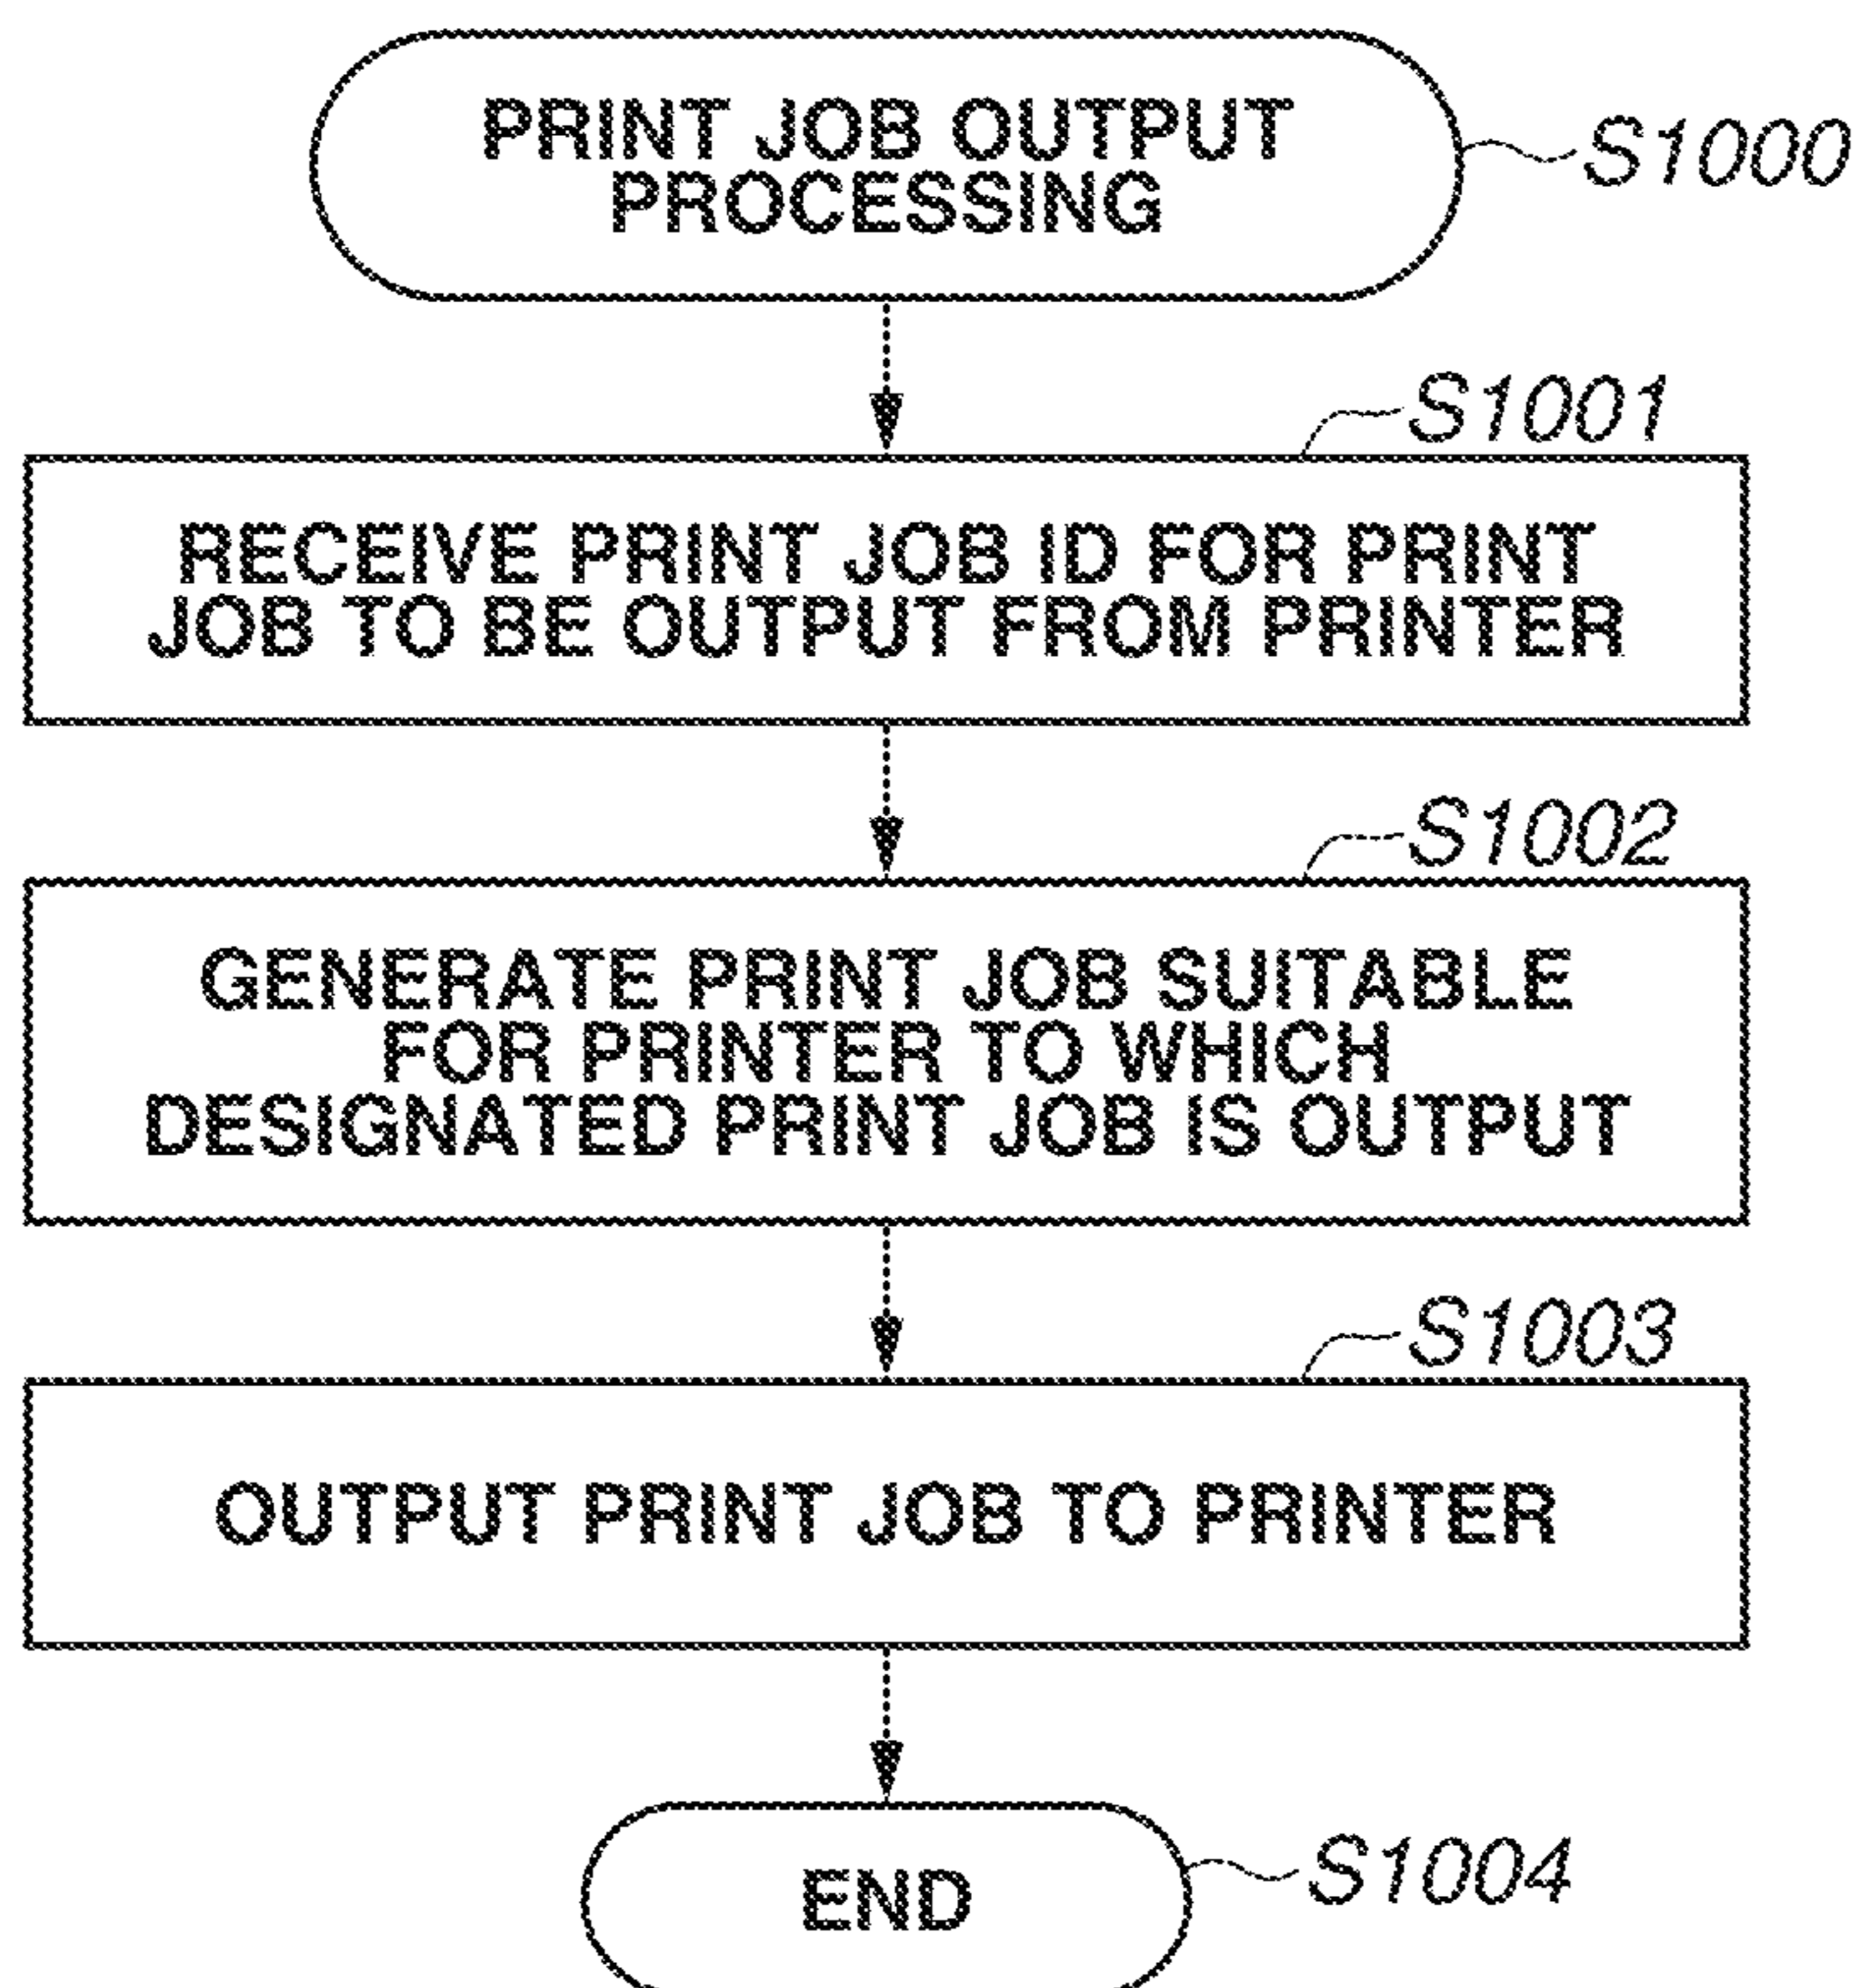 PRINT JOB OUTPUT
PROCESSING
S1000
S1001
RECEIVE PRINT JOB ID FOR PRINT
JOB TO BE OUTPUT FROM PRINTER
S1002
GENERATE PRINT JOB SUITABLE
FOR PRINTER TO WHICH
DESIGNATED PRINT JOB IS OUTPUT
S1003
OUTPUT PRINT JOB TO PRINTER
END
S1004